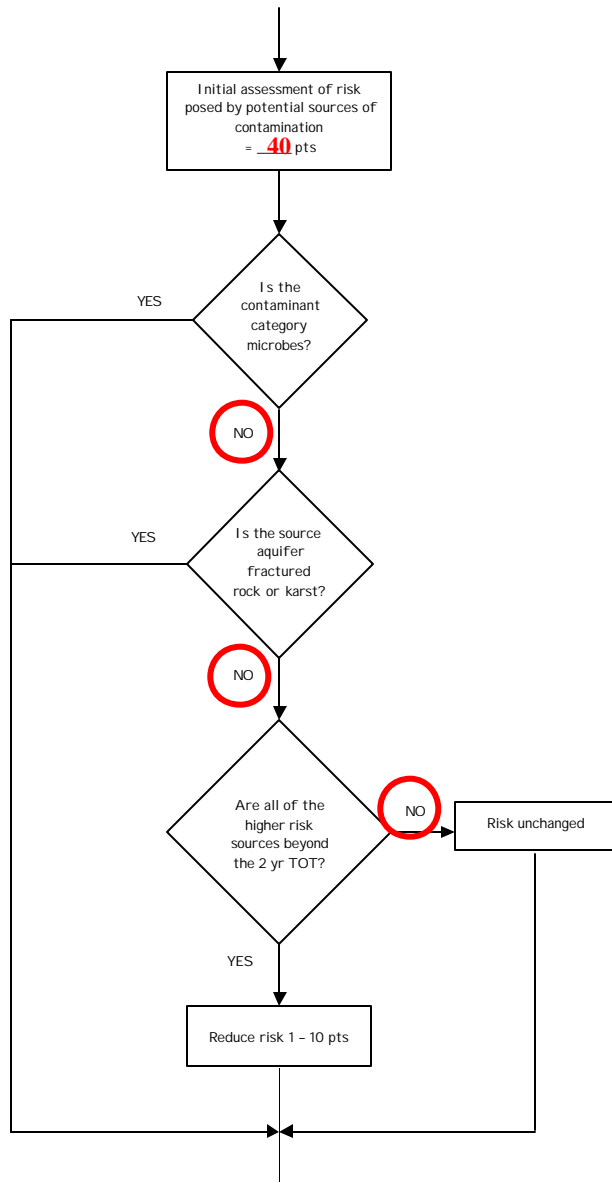 Initial assessment of risk
posed by potential sources of
contamination
= 40 pts
Is the
contaminant
category
microbes?
YES
NO
Is the source
aquifer
fractured
rock or karst?
YES
NO
Are all of the
higher risk
sources beyond
the 2 yr TOT?
NO
Risk unchanged
YES
Reduce risk 1 – 10 pts